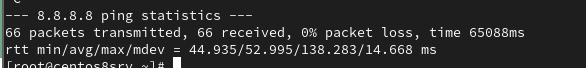 --- 8.8.8.8 ping statistics ---
66 packets transmitted, 66 received, 0% packet loss, time 65088ms
rtt min/avg/max/mdev = 44.935/52.995/138.283/14.668 ms
[root@centos8srv ~]#